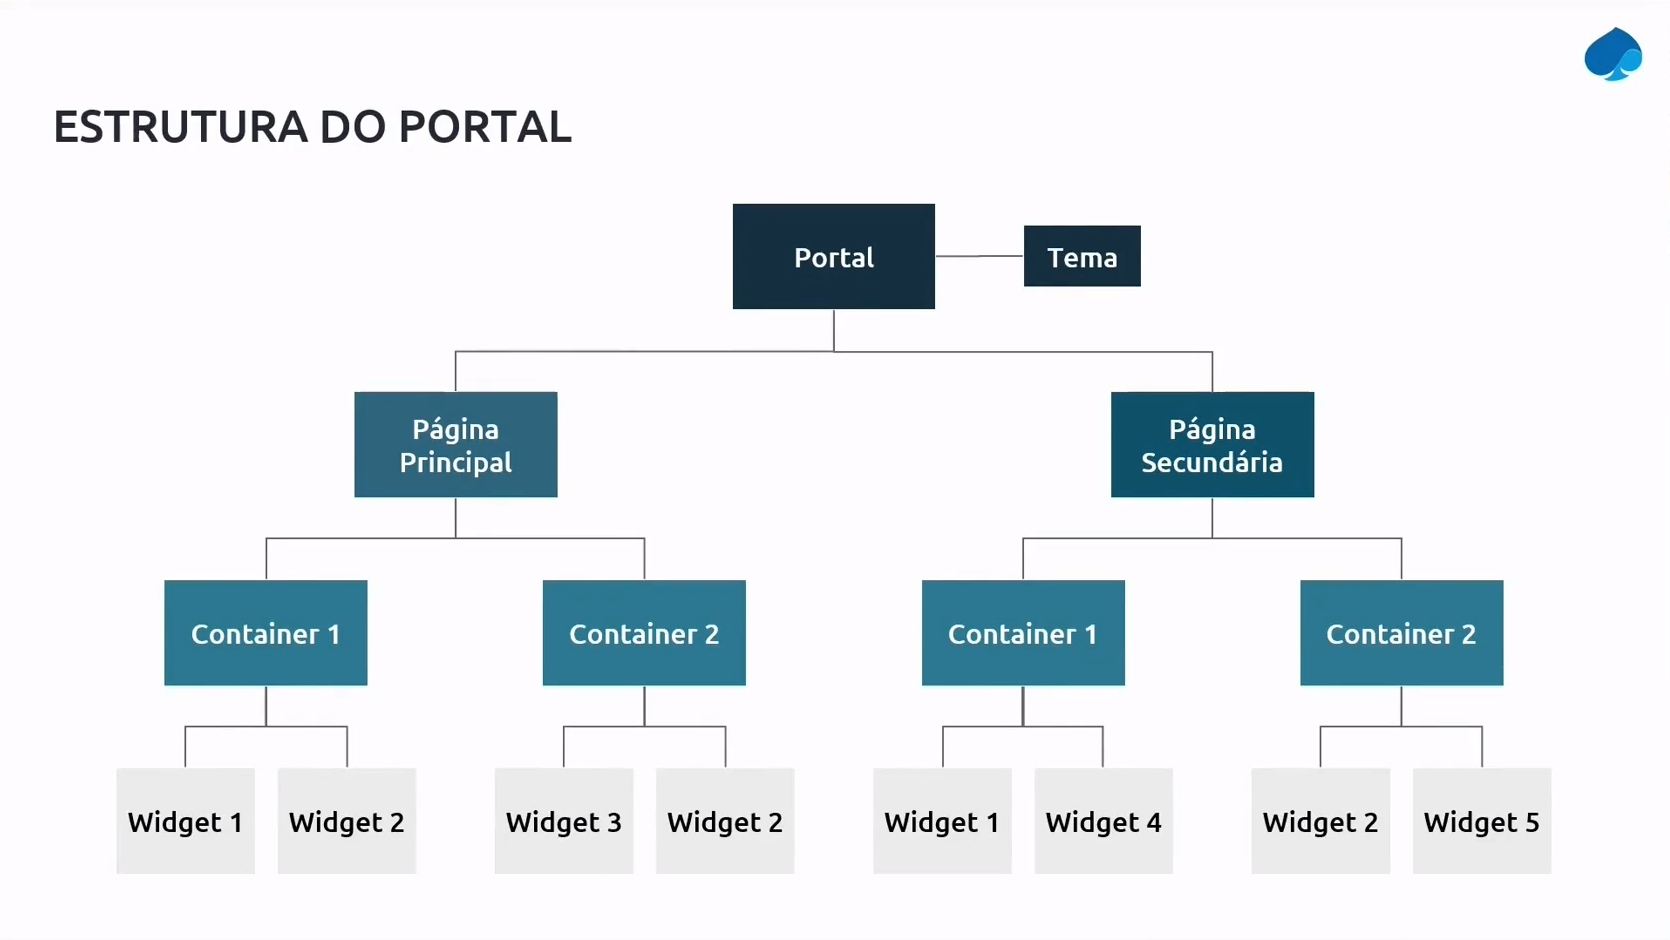 ESTRUTURA DO PORTAL
Portal
Tema
Página
Principal
Página
Secundária
Container 1
Container 2
Container 1
Container 2
Widget 1
Widget 2
Widget 3
Widget 2
Widget 1
Widget 4
Widget 2
Widget 5